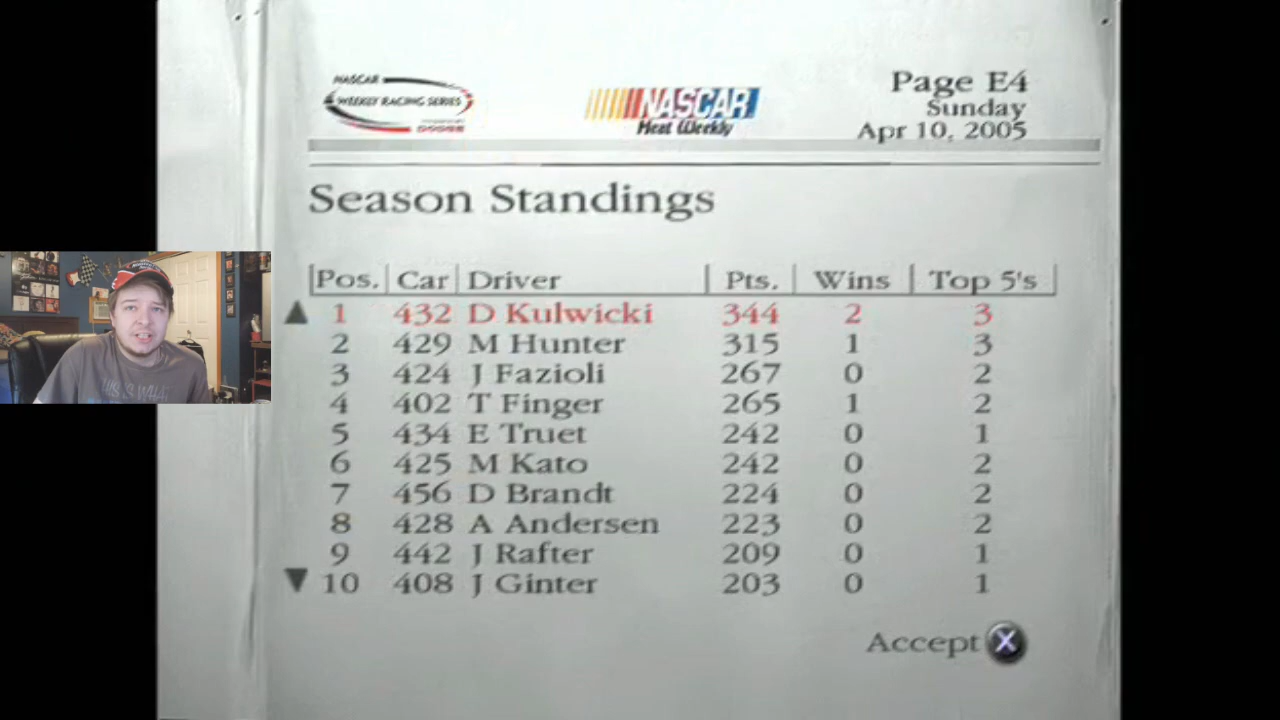 NASCAR
WEEKLY RACING SERIES
DODGE
NASCAR
Heat Weekly
Page E4
Sunday
Apr 10, 2005
Season Standings
Pos. Car Driver Pts. Wins Top 5's
▲ 1 432 D Kulwicki 344 2 3
2 429 M Hunter 315 1 3
3 424 J Fazioli 267 0 2
4 402 T Finger 265 1 2
5 434 E Truet 242 0 1
6 425 M Kato 242 0 2
7 456 D Brandt 224 0 2
8 428 A Andersen 223 0 2
9 442 J Rafter 209 0 1
▼ 10 408 J Ginter 203 0 1
Accept X